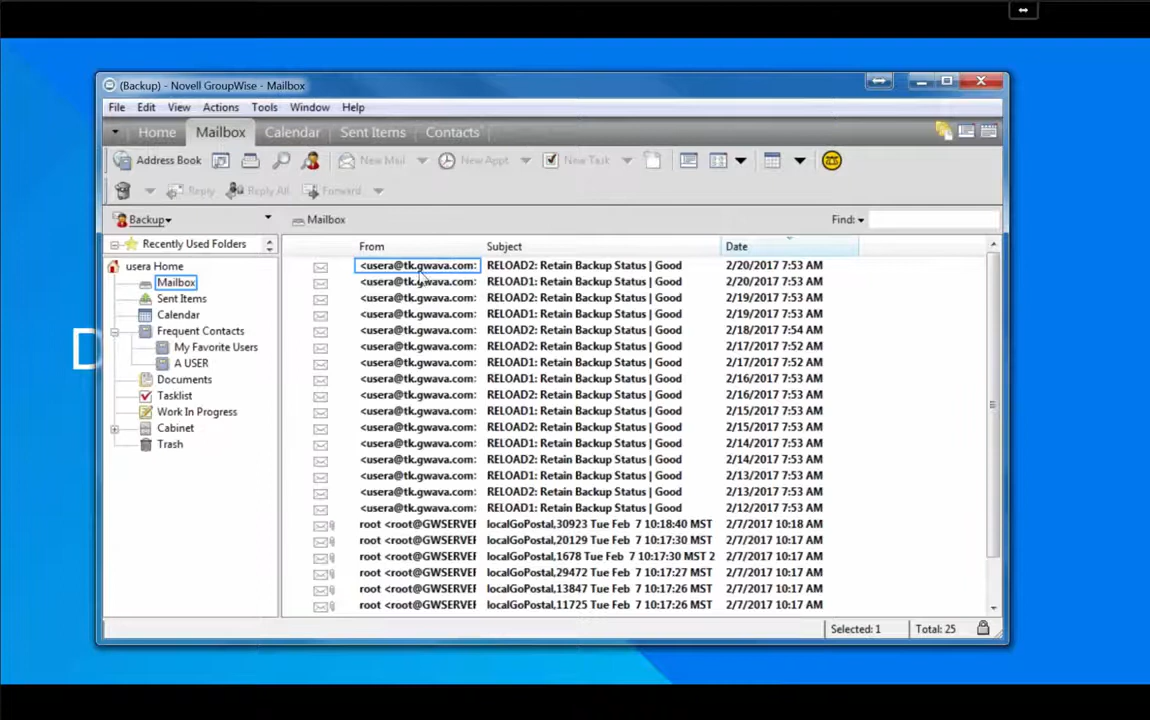 (Backup) - Novell GroupWise - Mailbox
File Edit View Actions Tools Window Help
Home Mailbox Calendar Sent Items Contacts
Address Book New Mail New Appt New Task
Reply Reply All Forward
Backup Mailbox Find:
Recently Used Folders
usera Home
Mailbox
Sent Items
Calendar
Frequent Contacts
My Favorite Users
A USER
Documents
Tasklist
Work In Progress
Cabinet
Trash
From Subject Date
<usera@tk.gwava.com: RELOAD2: Retain Backup Status | Good 2/20/2017 7:53 AM
<usera@tk.gwava.com: RELOAD1: Retain Backup Status | Good 2/20/2017 7:53 AM
<usera@tk.gwava.com: RELOAD2: Retain Backup Status | Good 2/19/2017 7:53 AM
<usera@tk.gwava.com: RELOAD1: Retain Backup Status | Good 2/19/2017 7:53 AM
<usera@tk.gwava.com: RELOAD2: Retain Backup Status | Good 2/18/2017 7:54 AM
<usera@tk.gwava.com: RELOAD1: Retain Backup Status | Good 2/17/2017 7:52 AM
<usera@tk.gwava.com: RELOAD2: Retain Backup Status | Good 2/17/2017 7:52 AM
<usera@tk.gwava.com: RELOAD1: Retain Backup Status | Good 2/16/2017 7:53 AM
<usera@tk.gwava.com: RELOAD2: Retain Backup Status | Good 2/16/2017 7:53 AM
<usera@tk.gwava.com: RELOAD1: Retain Backup Status | Good 2/15/2017 7:53 AM
<usera@tk.gwava.com: RELOAD2: Retain Backup Status | Good 2/15/2017 7:53 AM
<usera@tk.gwava.com: RELOAD1: Retain Backup Status | Good 2/14/2017 7:53 AM
<usera@tk.gwava.com: RELOAD2: Retain Backup Status | Good 2/14/2017 7:53 AM
<usera@tk.gwava.com: RELOAD1: Retain Backup Status | Good 2/13/2017 7:53 AM
<usera@tk.gwava.com: RELOAD2: Retain Backup Status | Good 2/13/2017 7:53 AM
<usera@tk.gwava.com: RELOAD1: Retain Backup Status | Good 2/12/2017 7:53 AM
root <root@GWSERVEF localGoPostal,30923 Tue Feb 7 10:18:40 MST 2/7/2017 10:18 AM
root <root@GWSERVEF localGoPostal,20129 Tue Feb 7 10:17:30 MST 2/7/2017 10:17 AM
root <root@GWSERVEF localGoPostal,1678 Tue Feb 7 10:17:30 MST 2 2/7/2017 10:17 AM
root <root@GWSERVEF localGoPostal,29472 Tue Feb 7 10:17:27 MST 2/7/2017 10:17 AM
root <root@GWSERVEF localGoPostal,13847 Tue Feb 7 10:17:26 MST 2/7/2017 10:17 AM
root <root@GWSERVEF localGoPostal,11725 Tue Feb 7 10:17:26 MST 2/7/2017 10:17 AM
Selected: 1 Total: 25
D